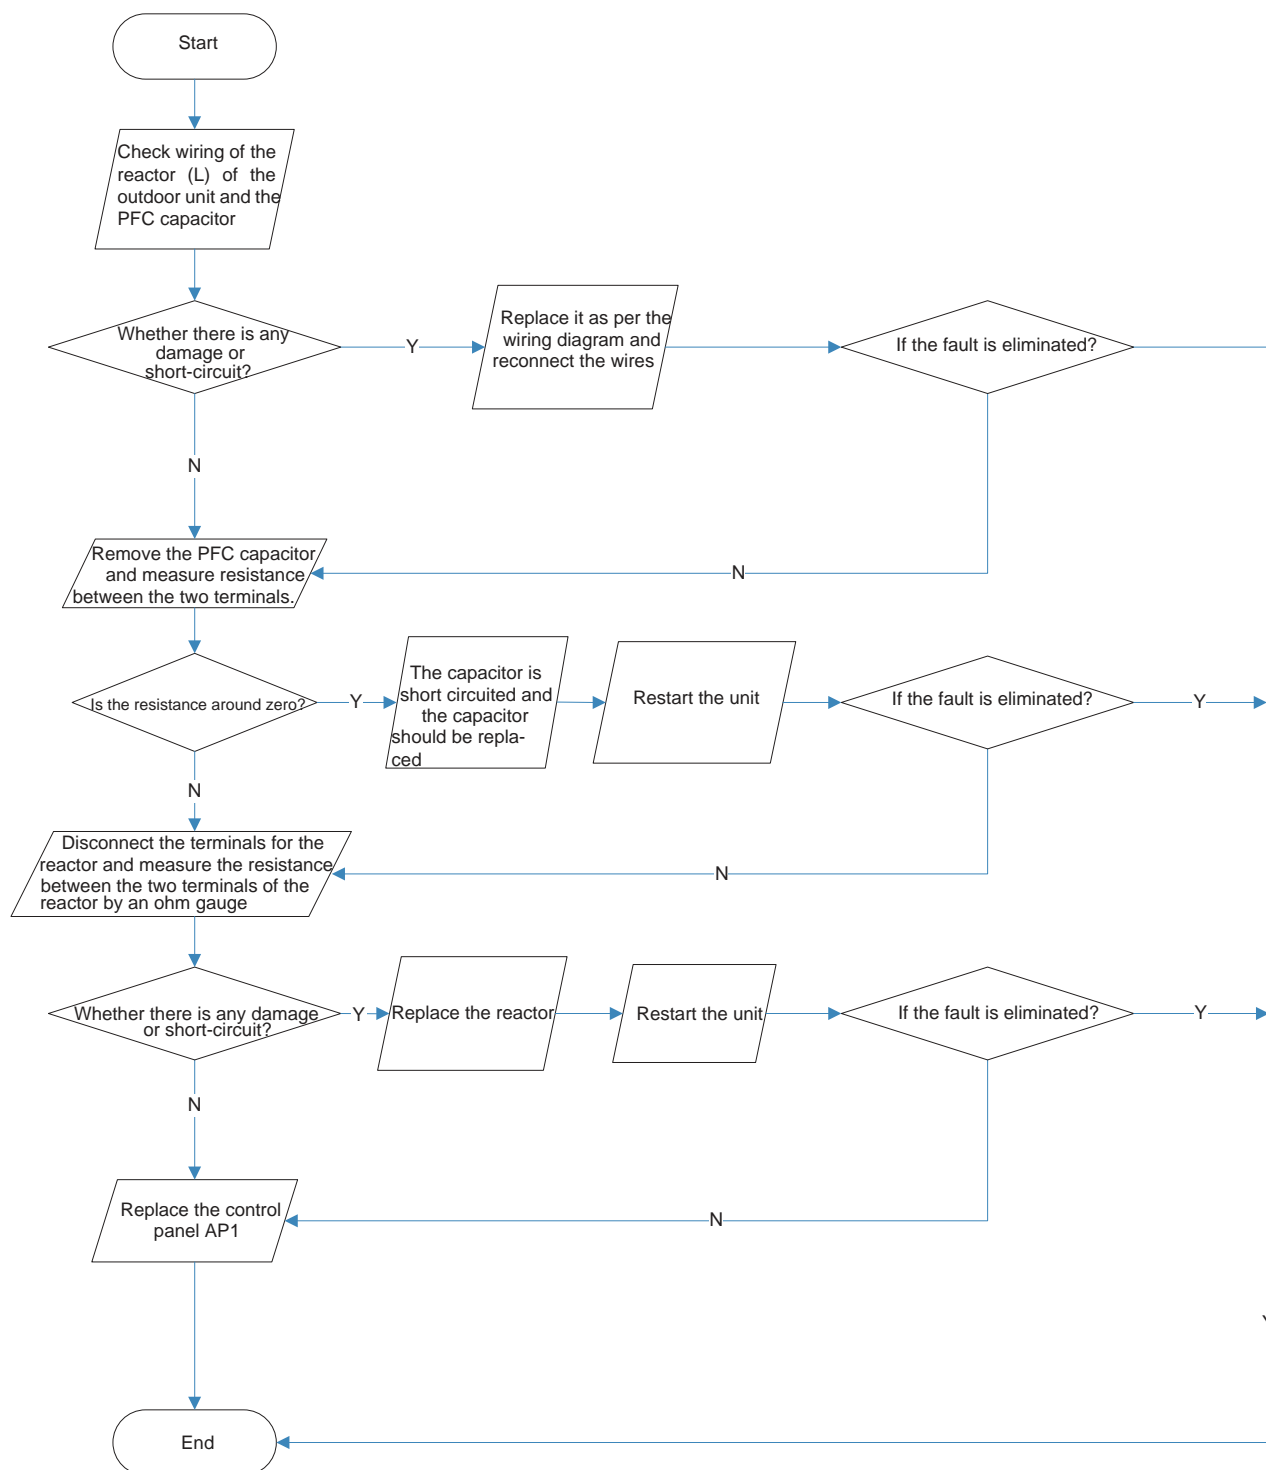 Start
Check wiring of the
reactor (L) of the
outdoor unit and the
PFC capacitor
Whether there is any
damage or
short-circuit?
Y
Replace it as per the
wiring diagram and
reconnect the wires
If the fault is eliminated?
N
Remove the PFC capacitor
and measure resistance
between the two terminals.
N
Is the resistance around zero?
Y
The capacitor is
short circuited and
the capacitor
should be repla-
ced
Restart the unit
If the fault is eliminated?
Y
N
Disconnect the terminals for the
reactor and measure the resistance
between the two terminals of the
reactor by an ohm gauge
N
Whether there is any damage
or short-circuit?
Y
Replace the reactor
Restart the unit
If the fault is eliminated?
Y
N
Replace the control
panel AP1
N
End